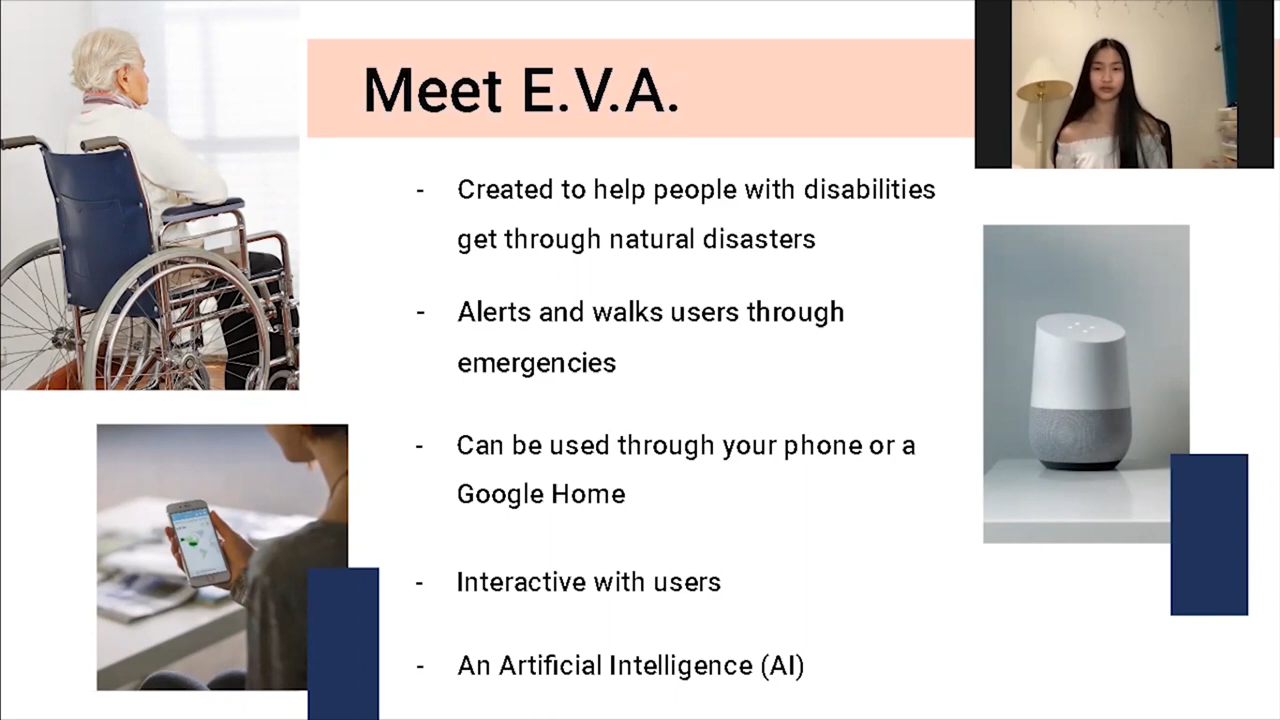 Meet E.V.A.
- Created to help people with disabilities
get through natural disasters
- Alerts and walks users through
emergencies
- Can be used through your phone or a
Google Home
- Interactive with users
- An Artificial Intelligence (AI)